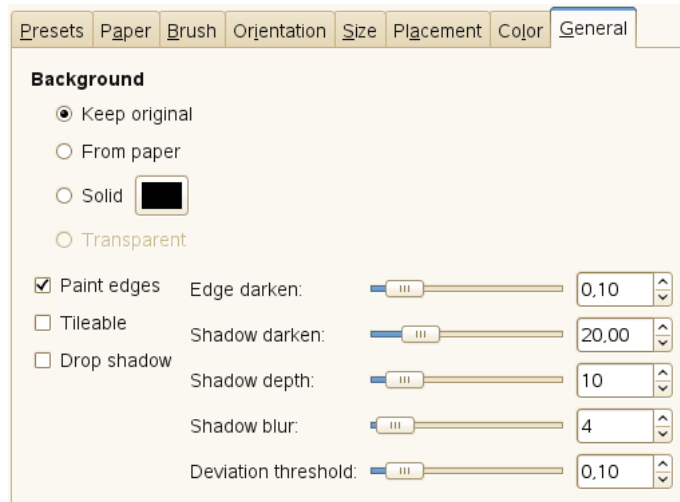 Presets Paper Brush Orientation Size Placement Color General
Background
Keep original
From paper
Solid
Transparent
Paint edges
Tileable
Drop shadow
Edge darken: 0,10
Shadow darken: 20,00
Shadow depth: 10
Shadow blur: 4
Deviation threshold: 0,10